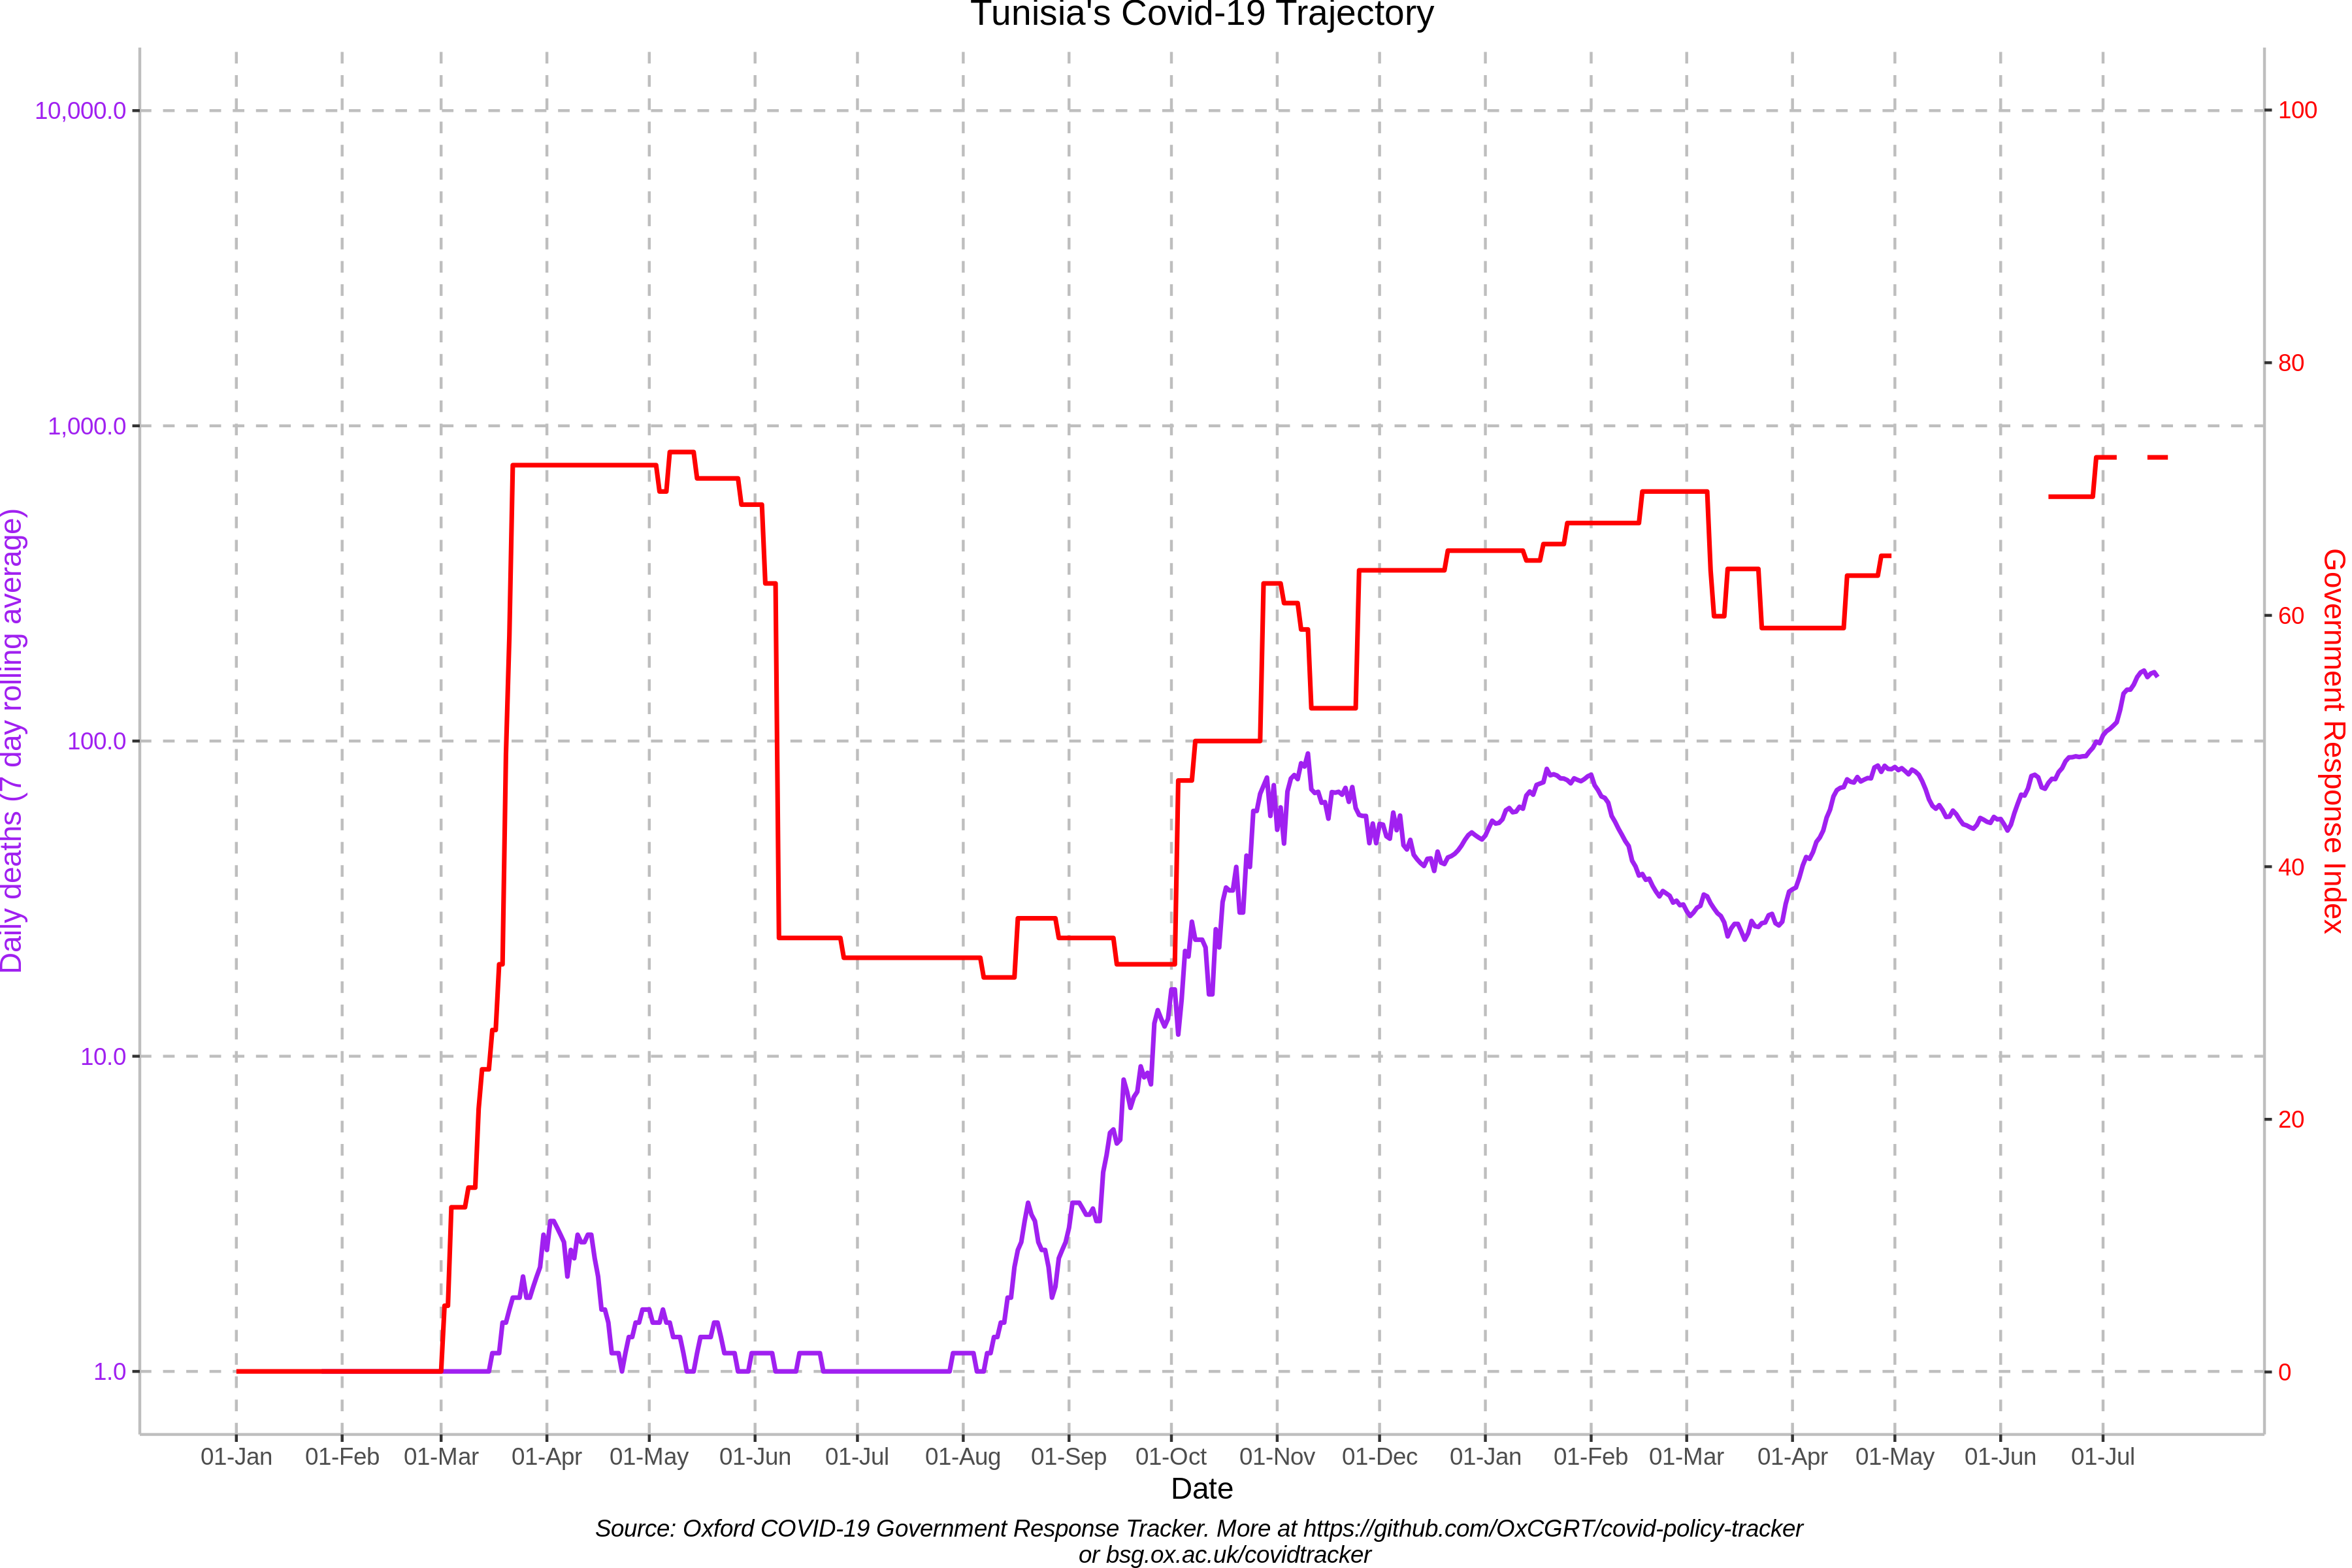 Tunisia's Covid-19 Trajectory
10,000.0
1,000.0
100.0
10.0
1.0
Daily deaths (7 day rolling average)
100
80
60
40
20
0
Government Response Index
01-Jan 01-Feb 01-Mar 01-Apr 01-May 01-Jun 01-Jul 01-Aug 01-Sep 01-Oct 01-Nov 01-Dec 01-Jan 01-Feb 01-Mar 01-Apr 01-May 01-Jun 01-Jul
Date
Source: Oxford COVID-19 Government Response Tracker. More at https://github.com/OxCGRT/covid-policy-tracker
or bsg.ox.ac.uk/covidtracker